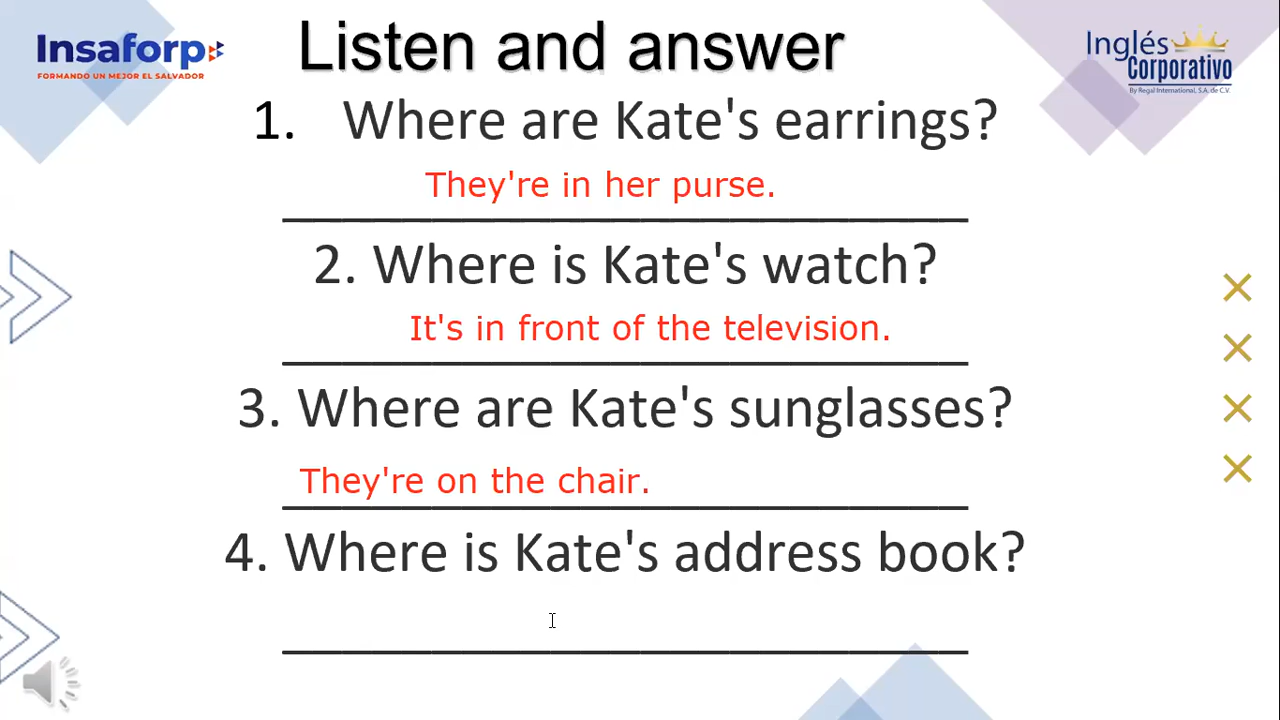 Insaforp
FORMANDO UN MEJOR EL SALVADOR
Listen and answer
Inglés
Corporativo
By Regal International, S.A. de C.V.
1. Where are Kate's earrings?
They're in her purse.
2. Where is Kate's watch?
It's in front of the television.
3. Where are Kate's sunglasses?
They're on the chair.
4. Where is Kate's address book?